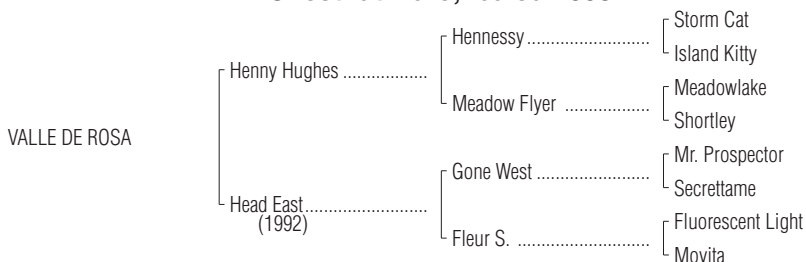 Storm Cat
Hennessy
Island Kitty
Henny Hughes
Meadowlake
Meadow Flyer
Shortley
VALLE DE ROSA
Mr. Prospector
Gone West
Secrettame
Head East
(1992)
Fluorescent Light
Fleur S.
Movita